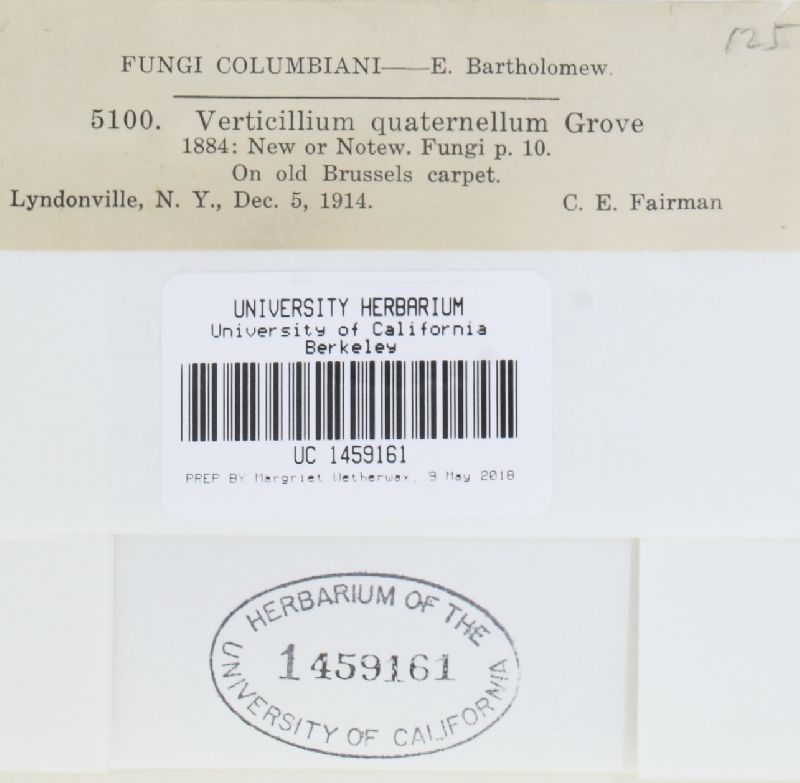 125
FUNGI COLUMBIANI——E. Bartholomew.
5100. Verticillium quaternellum Grove
1884: New or Notew. Fungi p. 10.
On old Brussels carpet.
Lyndonville, N. Y., Dec. 5, 1914. C. E. Fairman
UNIVERSITY HERBARIUM
University of California
Berkeley
UC 1459161
PREP BY Margriet Wetherwax, 9 May 2018
HERBARIUM OF THE
1459161
UNIVERSITY OF CALIFORNIA